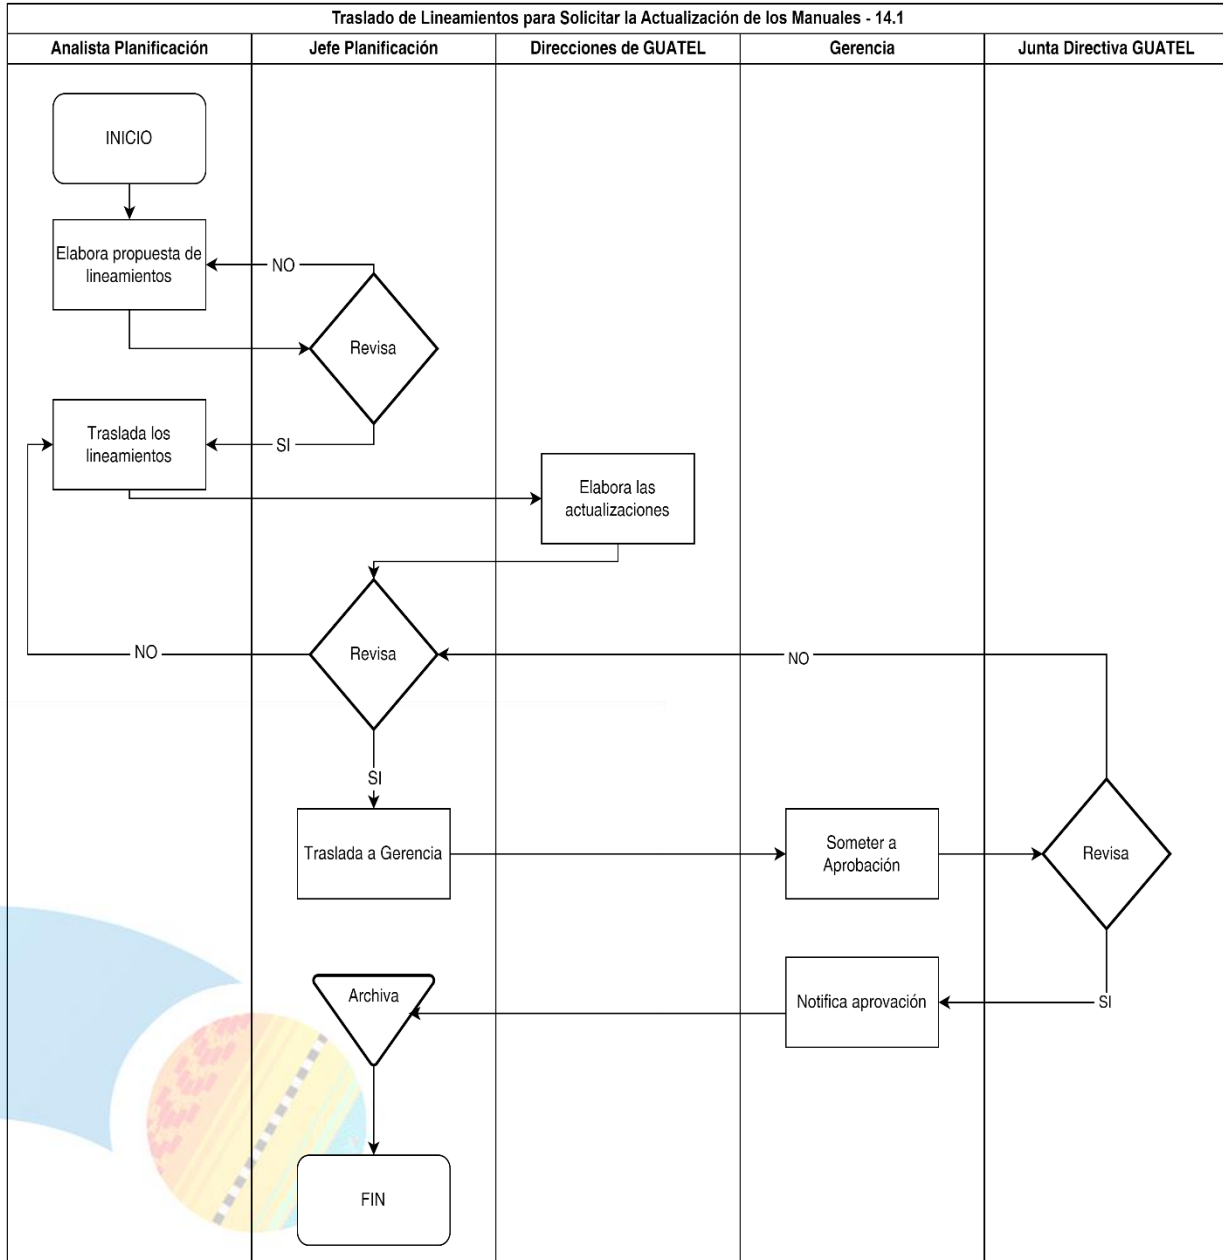 Traslado de Lineamientos para Solicitar la Actualización de los Manuales - 14.1
Analista Planificación
Jefe Planificación
Direcciones de GUATEL
Gerencia
Junta Directiva GUATEL
INICIO
Elabora propuesta de
lineamientos
NO
Revisa
Traslada los
lineamientos
SI
Elabora las
actualizaciones
NO
Revisa
NO
SI
Traslada a Gerencia
Someter a
Aprobación
Revisa
Archiva
Notifica aprovación
SI
FIN